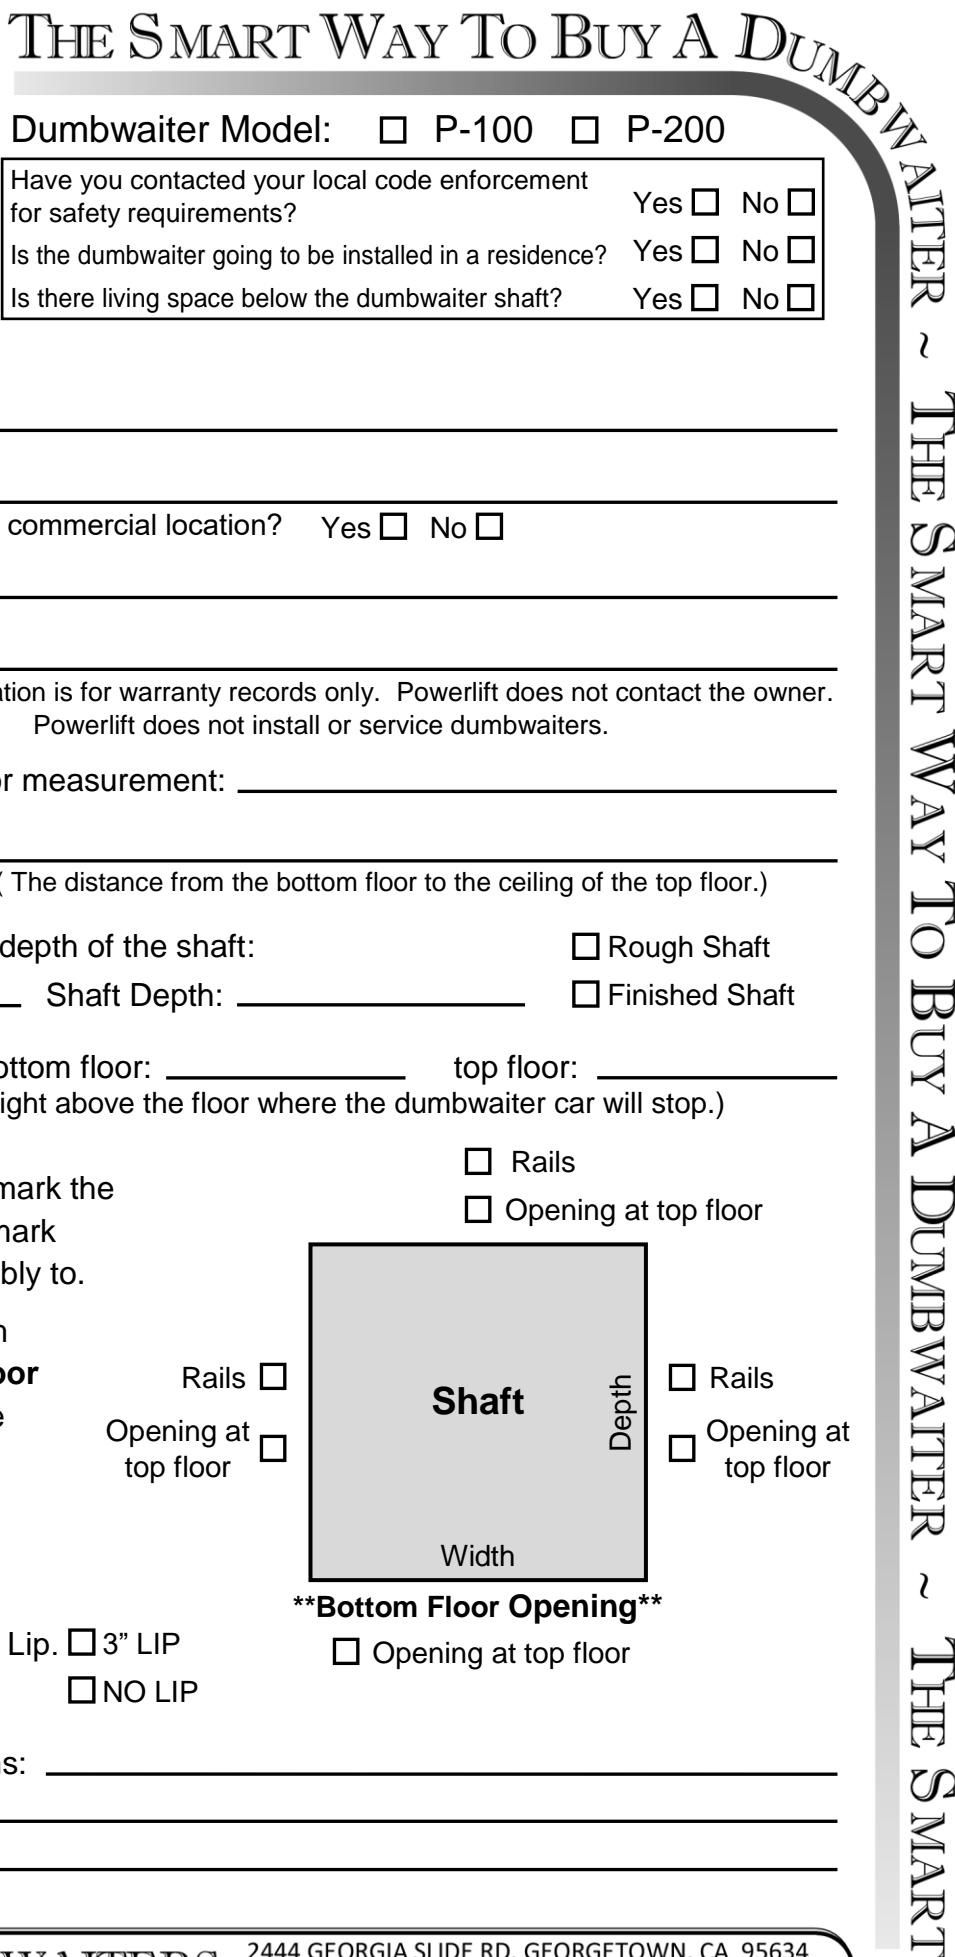 THE SMART WAY TO BUY A DUMBWAITER ~ THE SMART WAY TO BUY A DUMBWAITER ~ THE SMART
Dumbwaiter Model: P-100 P-200
Have you contacted your local code enforcement
for safety requirements? Yes No
Is the dumbwaiter going to be installed in a residence? Yes No
Is there living space below the dumbwaiter shaft? Yes No
commercial location? Yes No
ation is for warranty records only. Powerlift does not contact the owner.
Powerlift does not install or service dumbwaiters.
or measurement:
( The distance from the bottom floor to the ceiling of the top floor.)
depth of the shaft: Rough Shaft
Shaft Depth: Finished Shaft
ottom floor: top floor:
ight above the floor where the dumbwaiter car will stop.)
Rails
mark the
Opening at top floor
mark
bly to.
oor
Rails
Shaft
Depth
Rails
Opening at
top floor
Opening at
top floor
Width
**Bottom Floor Opening**
Lip. 3” LIP
Opening at top floor
NO LIP
s:
WAITERS
2444 GEORGIA SLIDE RD. GEORGETOWN, CA 95634